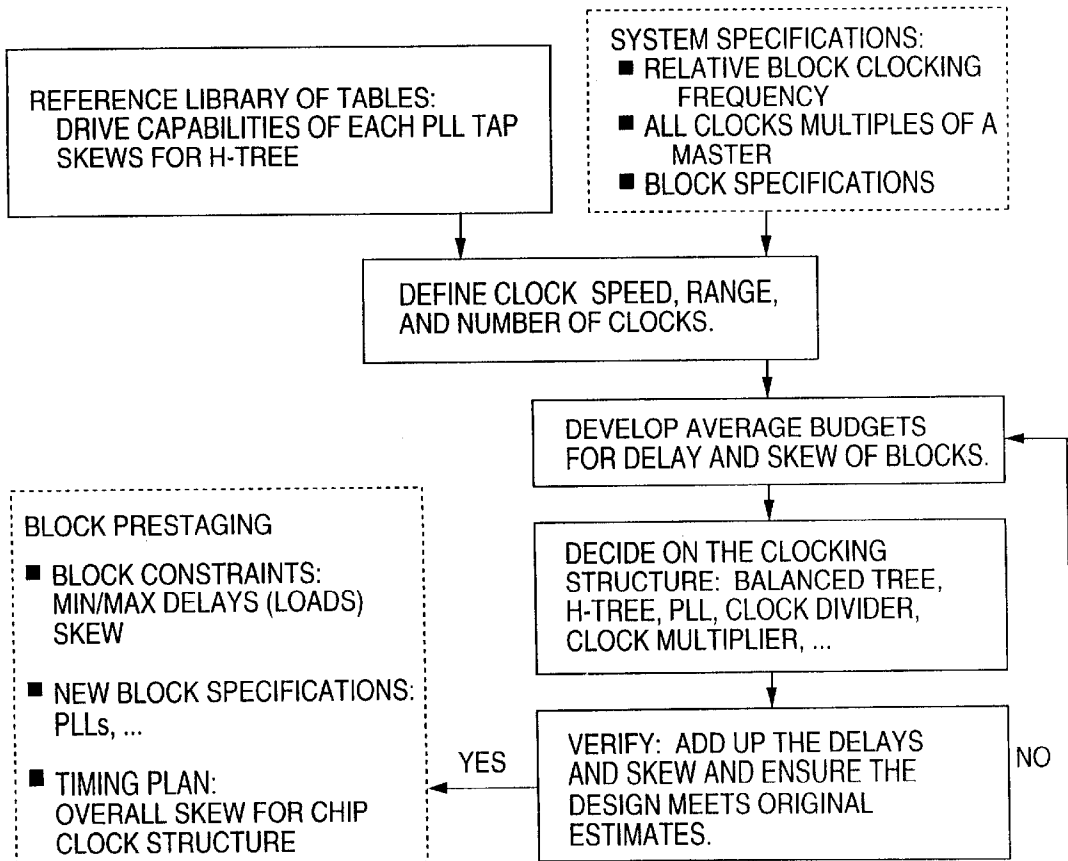 REFERENCE LIBRARY OF TABLES:
DRIVE CAPABILITIES OF EACH PLL TAP
SKEWS FOR H-TREE
SYSTEM SPECIFICATIONS:
■ RELATIVE BLOCK CLOCKING
FREQUENCY
■ ALL CLOCKS MULTIPLES OF A
MASTER
■ BLOCK SPECIFICATIONS
DEFINE CLOCK SPEED, RANGE,
AND NUMBER OF CLOCKS.
DEVELOP AVERAGE BUDGETS
FOR DELAY AND SKEW OF BLOCKS.
DECIDE ON THE CLOCKING
STRUCTURE: BALANCED TREE,
H-TREE, PLL, CLOCK DIVIDER,
CLOCK MULTIPLIER, ...
VERIFY: ADD UP THE DELAYS
AND SKEW AND ENSURE THE
DESIGN MEETS ORIGINAL
ESTIMATES.
NO
YES
BLOCK PRESTAGING
■ BLOCK CONSTRAINTS:
MIN/MAX DELAYS (LOADS)
SKEW
■ NEW BLOCK SPECIFICATIONS:
PLLs, ...
■ TIMING PLAN:
OVERALL SKEW FOR CHIP
CLOCK STRUCTURE